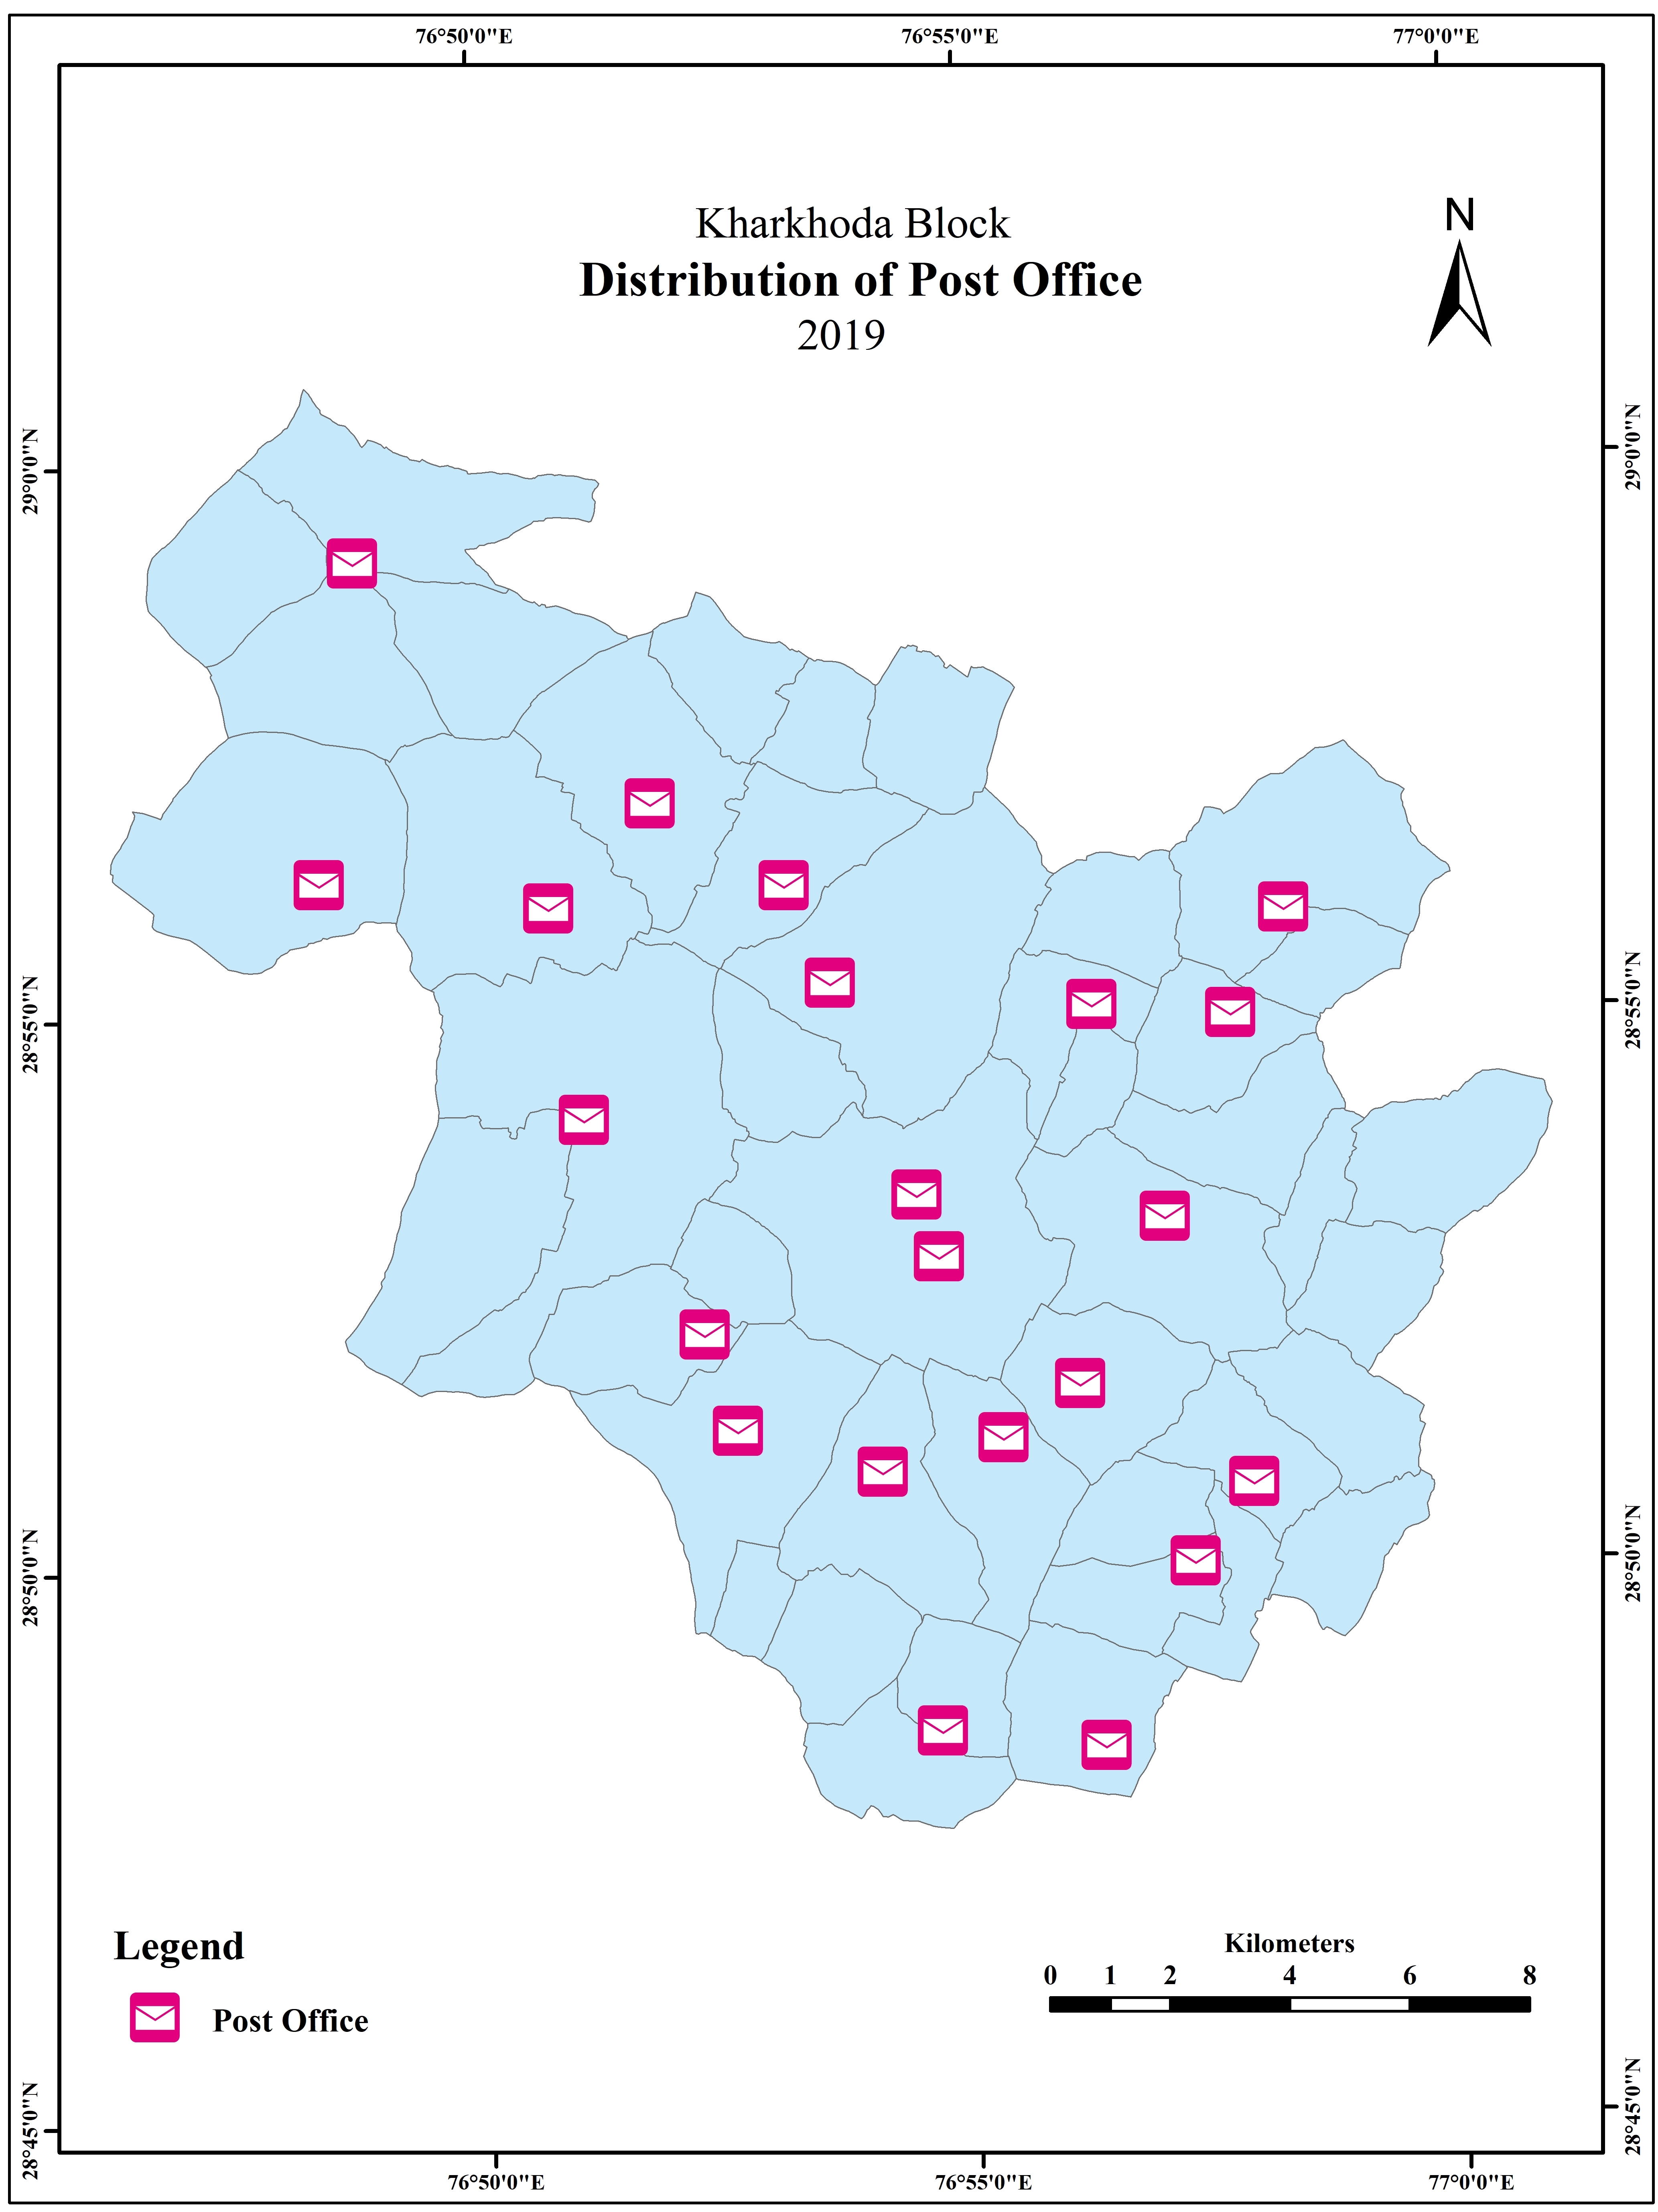 76°50'0"E 76°55'0"E 77°0'0"E
Kharkhoda Block
Distribution of Post Office
2019
N
29°0'0"N
29°0'0"N
28°55'0"N
28°55'0"N
28°50'0"N
28°50'0"N
Legend
Post Office
Kilometers
0 1 2 4 6 8
28°45'0"N
28°45'0"N
76°50'0"E 76°55'0"E 77°0'0"E